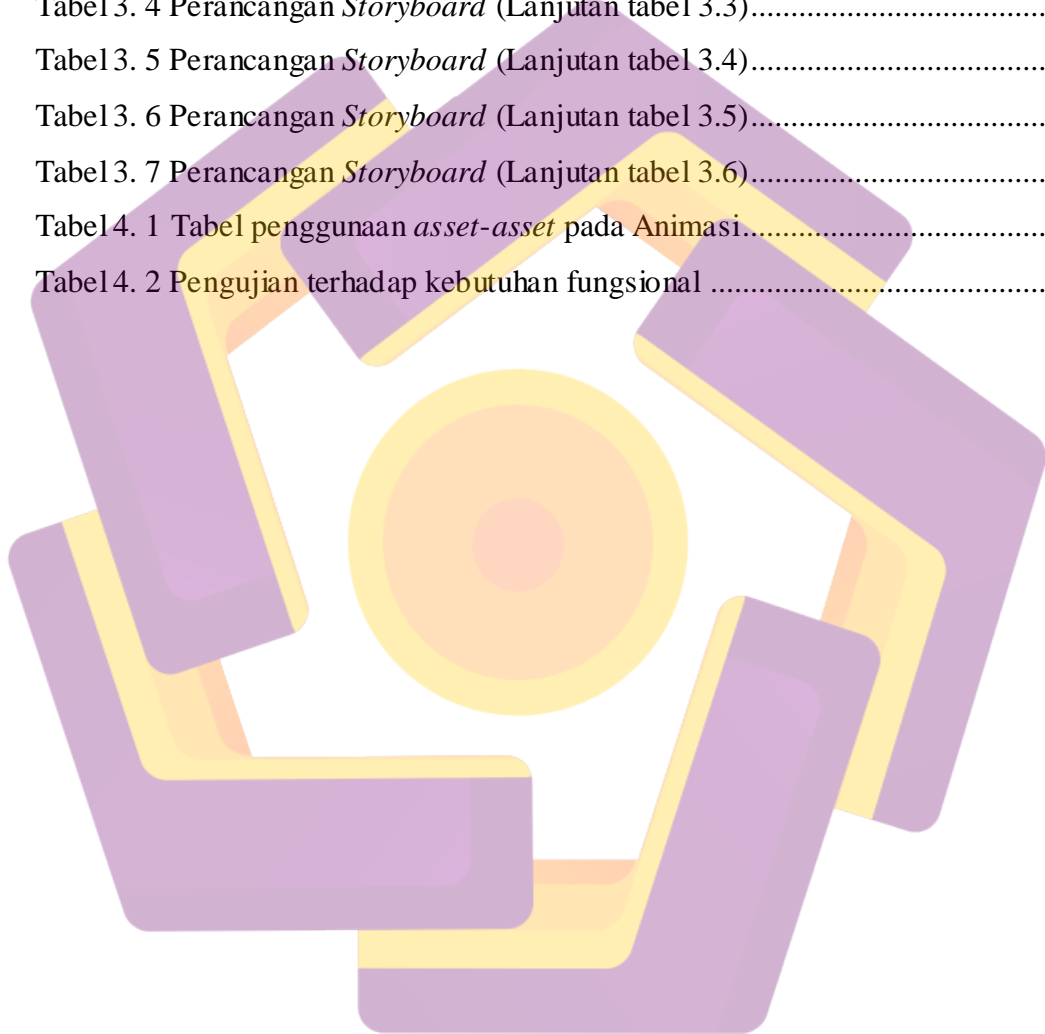 Tabel 3. 4 Perancangan Storyboard (Lanjutan tabel 3.3)....................................
Tabel 3. 5 Perancangan Storyboard (Lanjutan tabel 3.4)....................................
Tabel 3. 6 Perancangan Storyboard (Lanjutan tabel 3.5)....................................
Tabel 3. 7 Perancangan Storyboard (Lanjutan tabel 3.6)....................................
Tabel 4. 1 Tabel penggunaan asset-asset pada Animasi.....................................
Tabel 4. 2 Pengujian terhadap kebutuhan fungsional ........................................